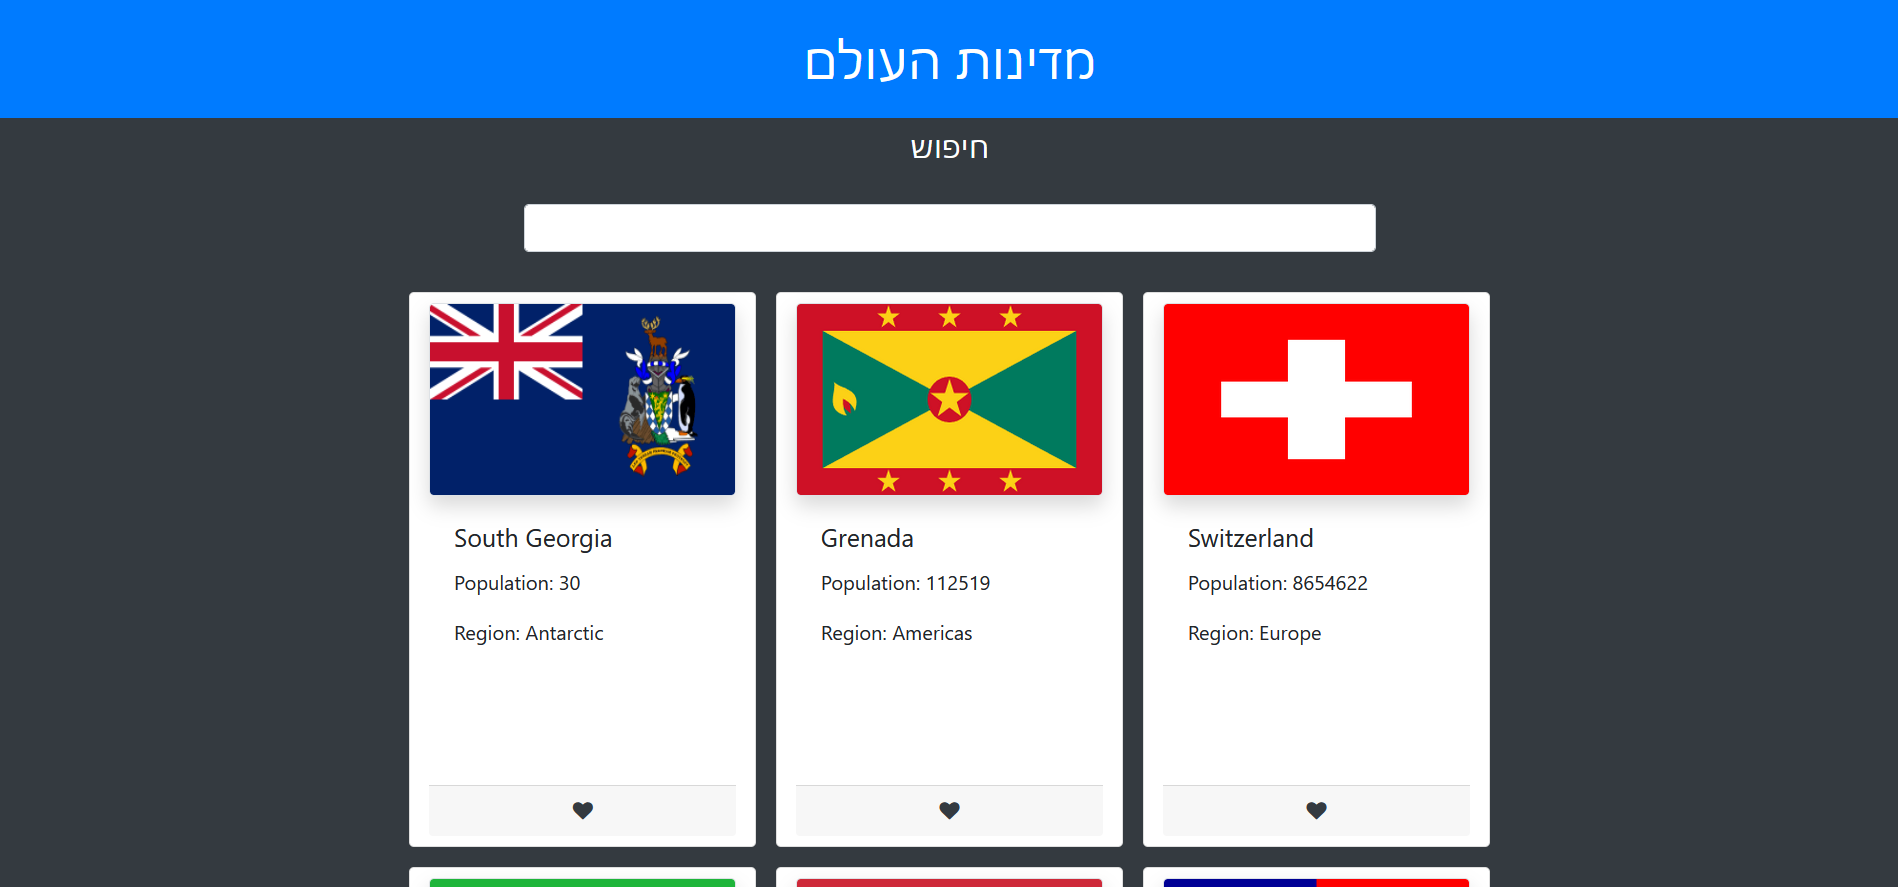 מדינות העולם
חיפוש
South Georgia
Population: 30
Region: Antarctic
Grenada
Population: 112519
Region: Americas
Switzerland
Population: 8654622
Region: Europe